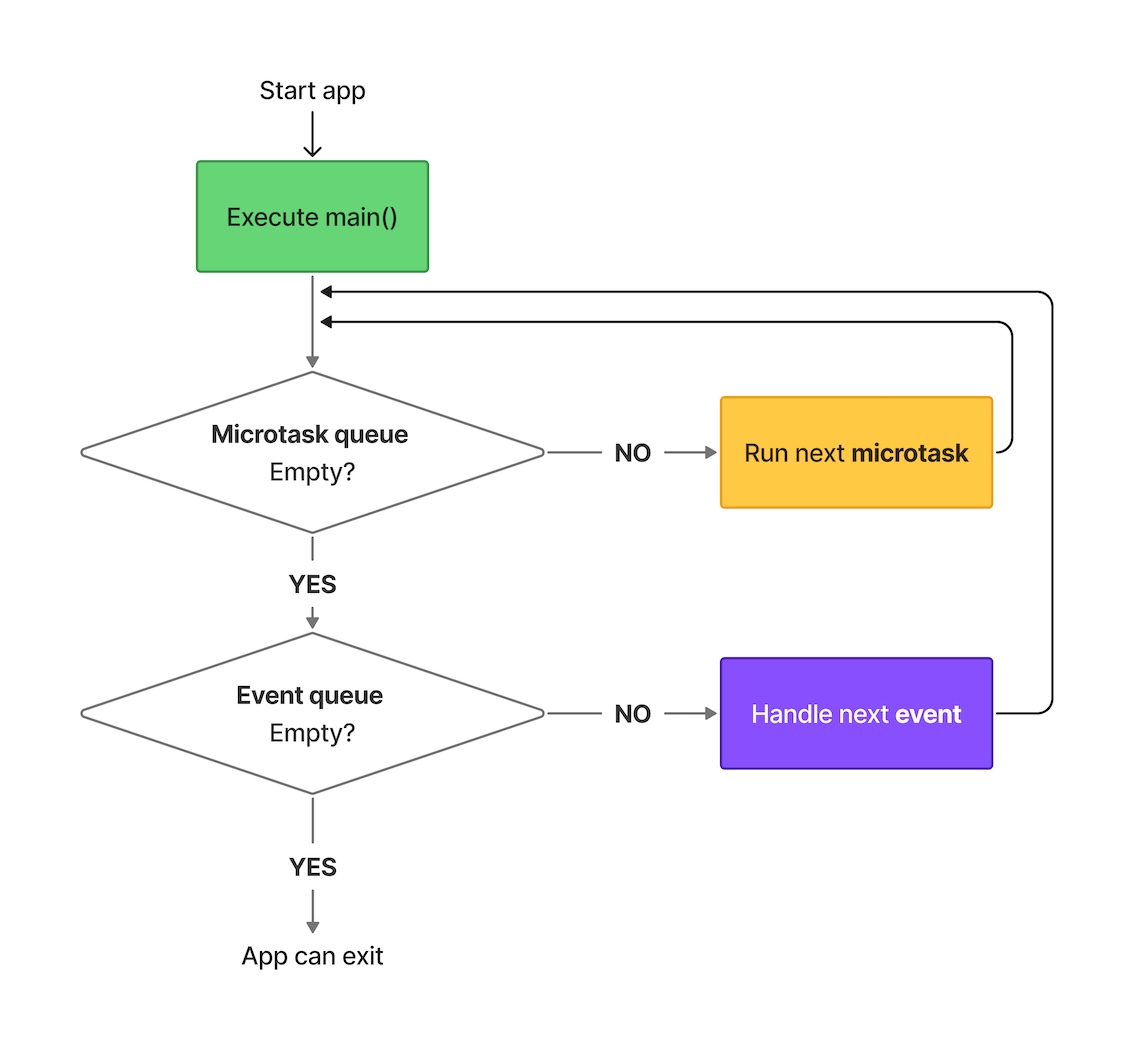 Start app
Execute main()
Microtask queue
Empty?
NO
Run next microtask
YES
Event queue
Empty?
NO
Handle next event
YES
App can exit